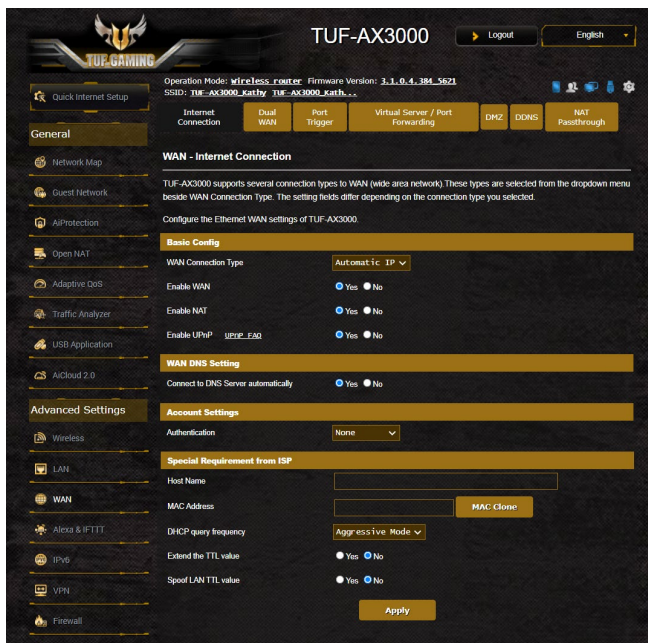 TUF GAMING
TUF-AX3000
Logout
English
Operation Mode: Wireless router Firmware Version: 3.1.0.4.384_5621
SSID: TUF-AX3000_Kathy TUF-AX3000_Kath...
Quick Internet Setup
General
Network Map
Guest Network
AiProtection
Open NAT
Adaptive QoS
Traffic Analyzer
USB Application
AiCloud 2.0
Advanced Settings
Wireless
LAN
WAN
Alexa & IFTTT
IPv6
VPN
Firewall
Internet Connection
Dual WAN
Port Trigger
Virtual Server / Port Forwarding
DMZ
DDNS
NAT Passthrough
WAN - Internet Connection
TUF-AX3000 supports several connection types to WAN (wide area network).These types are selected from the dropdown menu
beside WAN Connection Type. The setting fields differ depending on the connection type you selected.
Configure the Ethernet WAN settings of TUF-AX3000.
Basic Config
WAN Connection Type Automatic IP
Enable WAN Yes No
Enable NAT Yes No
Enable UPnP UPnP FAQ Yes No
WAN DNS Setting
Connect to DNS Server automatically Yes No
Account Settings
Authentication None
Special Requirement from ISP
Host Name
MAC Address MAC Clone
DHCP query frequency Aggressive Mode
Extend the TTL value Yes No
Spoof LAN TTL value Yes No
Apply